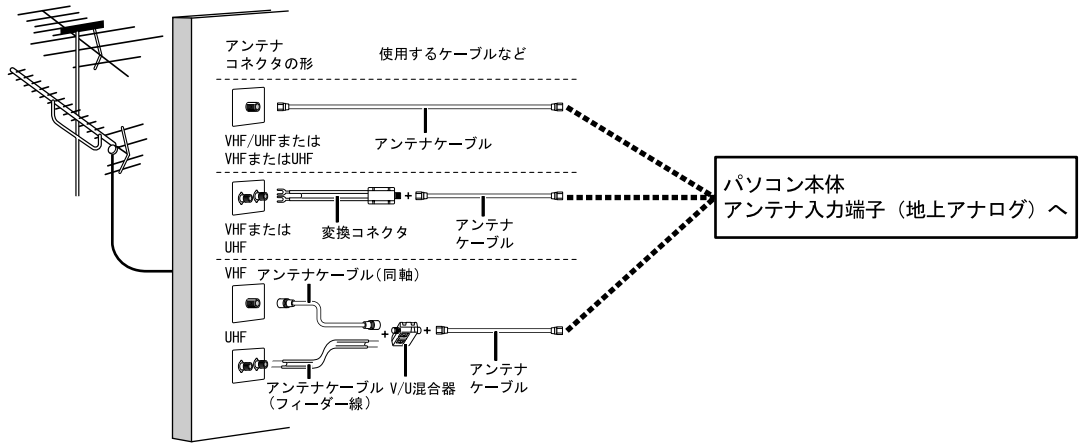 アンテナ
コネクタの形
使用するケーブルなど
アンテナケーブル
VHF/UHFまたは
VHFまたはUHF
+
変換コネクタ
アンテナ
ケーブル
VHFまたは
UHF
パソコン本体
アンテナ入力端子（地上アナログ）へ
VHF
アンテナケーブル(同軸)
UHF
+
+
アンテナケーブル
(フィーダー線)
V/U混合器
アンテナ
ケーブル